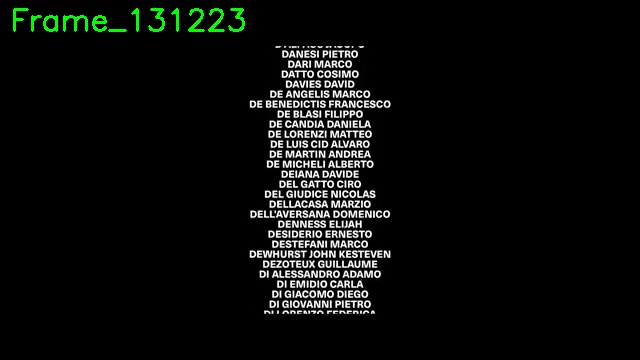 Frame_131223
DANESI PIETRO
DARI MARCO
DATTO COSIMO
DAVIES DAVID
DE ANGELIS MARCO
DE BENEDICTIS FRANCESCO
DE BLASI FILIPPO
DE CANDIA DANIELA
DE LORENZI MATTEO
DE LUIS CID ALVARO
DE MARTIN ANDREA
DE MICHELI ALBERTO
DEIANA DAVIDE
DEL GATTO CIRO
DEL GIUDICE NICOLAS
DELLACASA MARZIO
DELL'AVERSANA DOMENICO
DENNESS ELIJAH
DESIDERIO ERNESTO
DESTEFANI MARCO
DEWHURST JOHN KESTEVEN
DEZOTEUX GUILLAUME
DI ALESSANDRO ADAMO
DI EMIDIO CARLA
DI GIACOMO DIEGO
DI GIOVANNI PIETRO
DI LORENZO FEDERICA